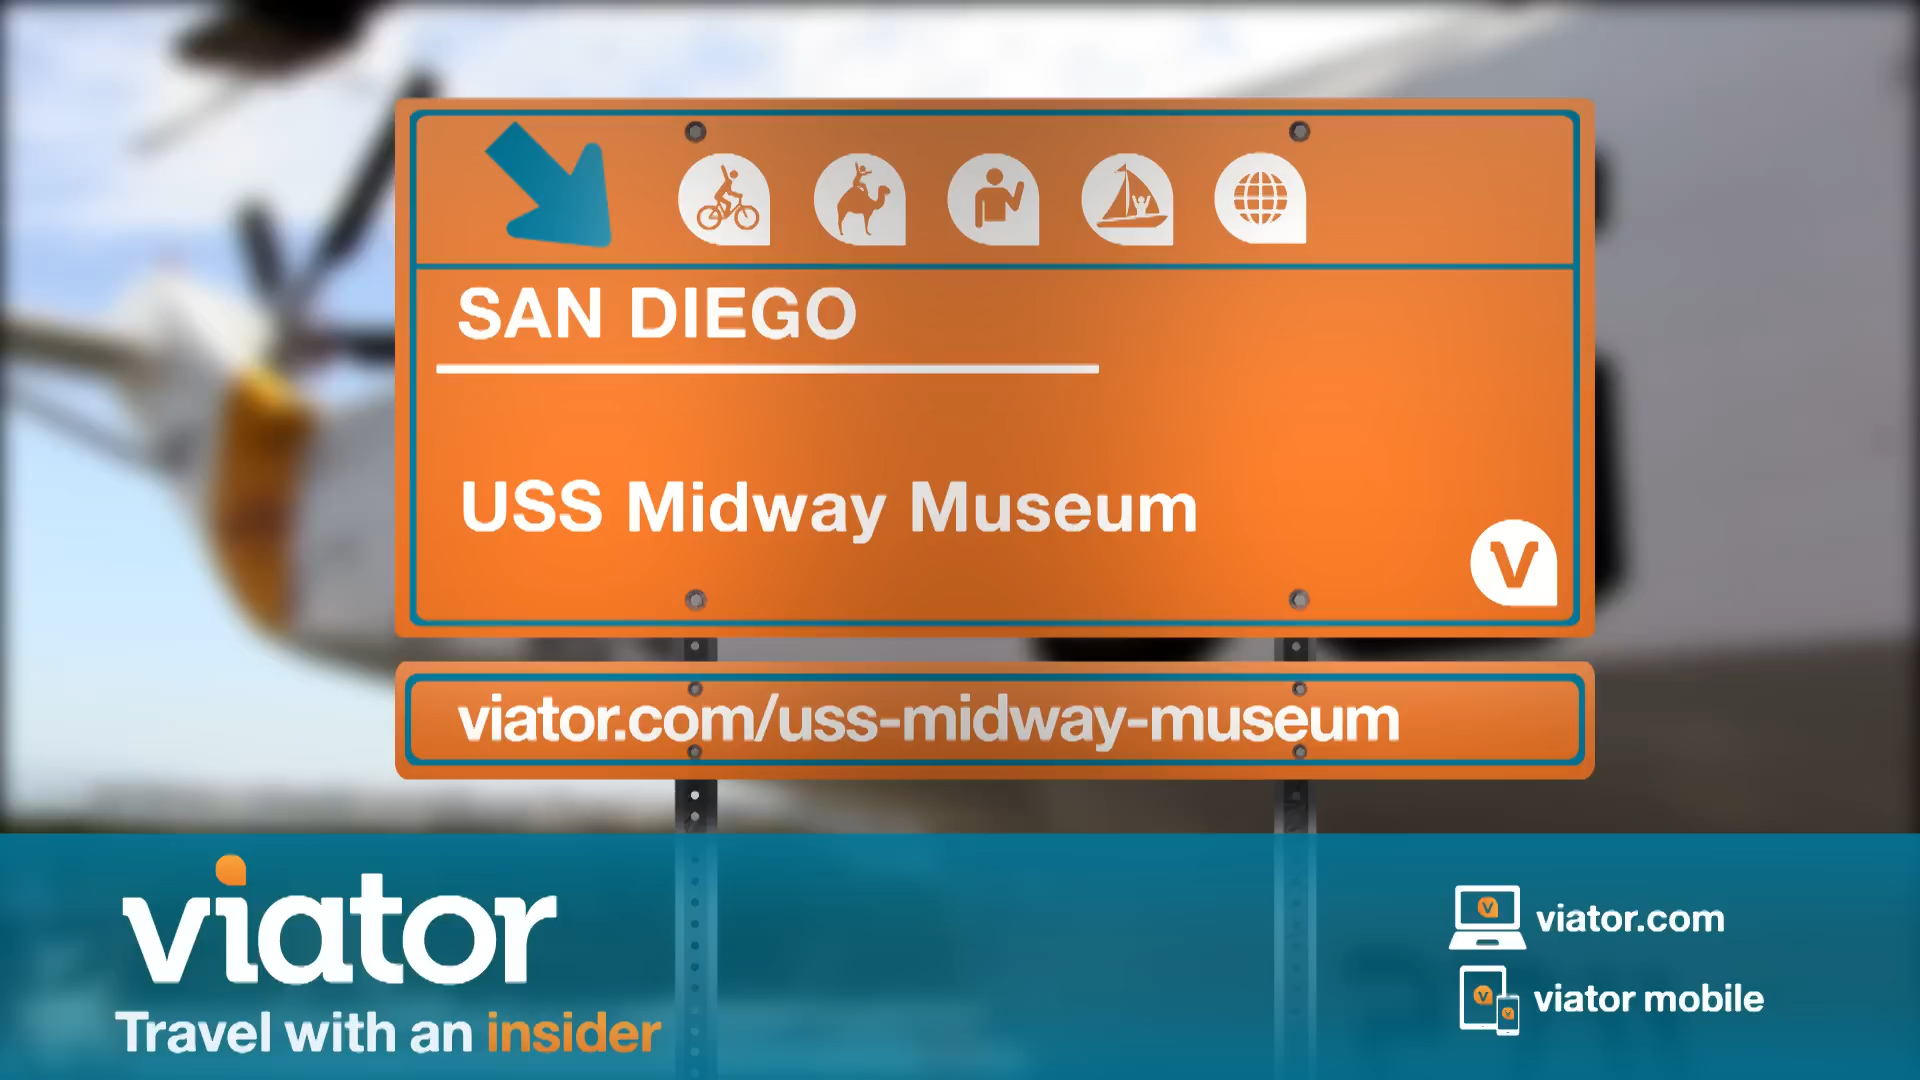 SAN DIEGO
USS Midway Museum
V
viator.com/uss-midway-museum
viator
Travel with an insider
V
viator.com
V
V
viator mobile